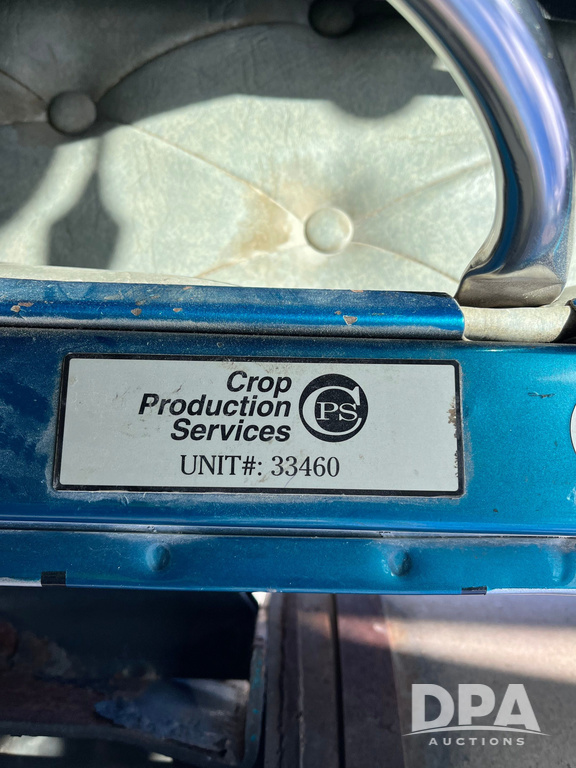 Crop
Production
Services
CPS
UNIT#: 33460
DPA
AUCTIONS